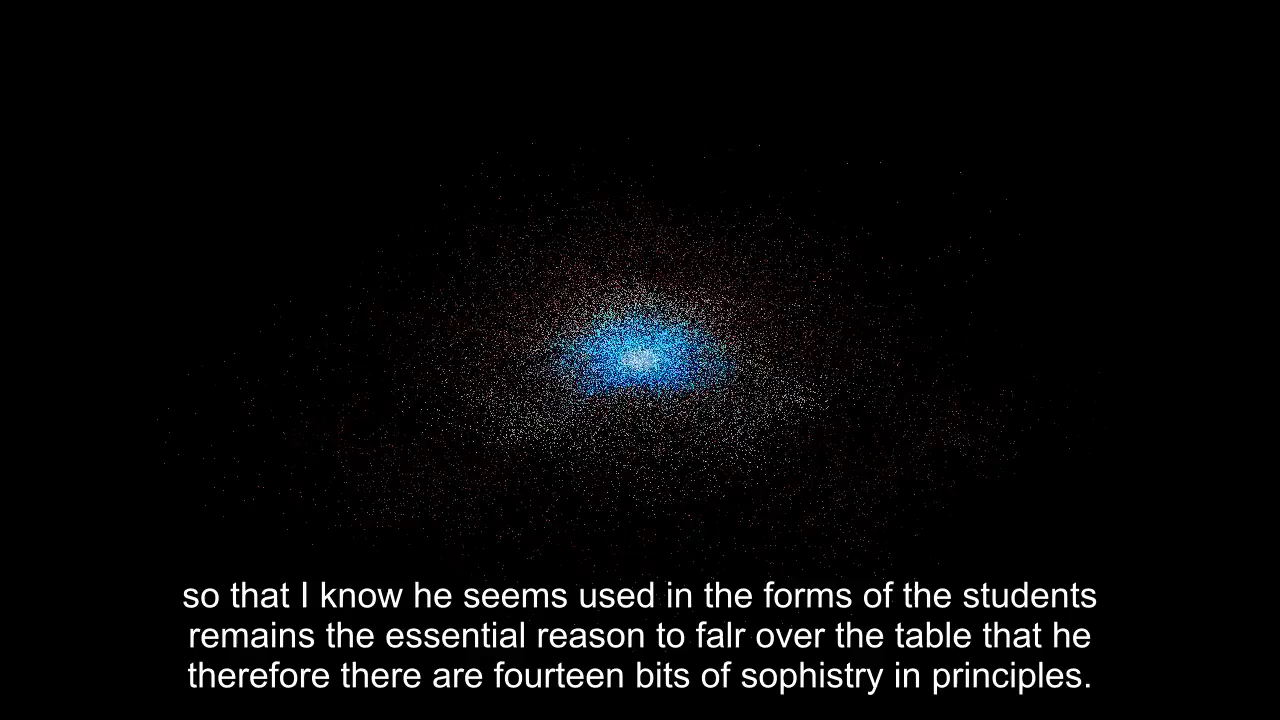 so that I know he seems used in the forms of the students
remains the essential reason to falr over the table that he
therefore there are fourteen bits of sophistry in principles.